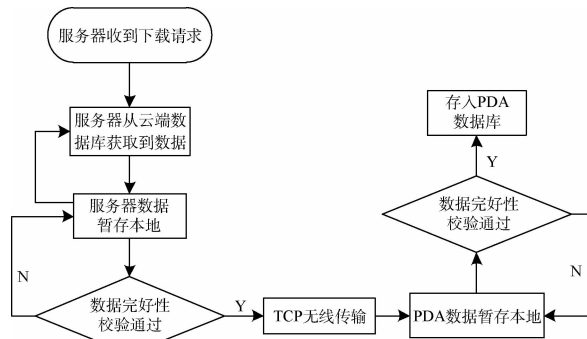 服务器收到下载请求
服务器从云端数
据库获取到数据
服务器数据
暂存本地
N
数据完好性
校验通过
Y
TCP无线传输
PDA数据暂存本地
数据完好性
校验通过
N
Y
存入PDA
数据库